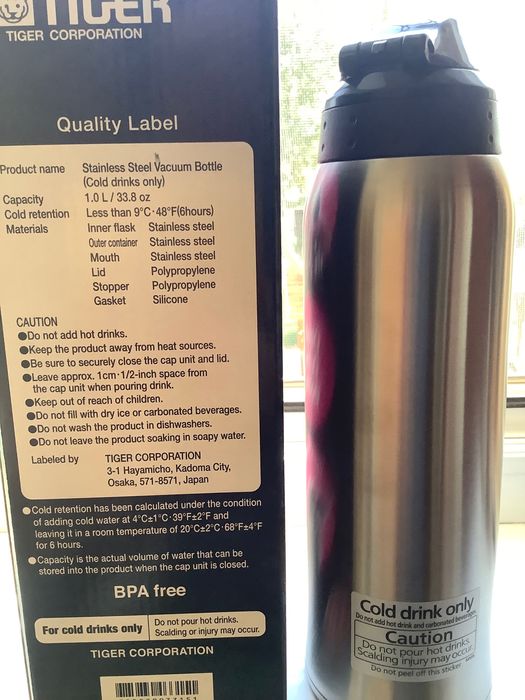 TIGER
TIGER CORPORATION
Quality Label
Product name Stainless Steel Vacuum Bottle
(Cold drinks only)
Capacity 1.0 L / 33.8 oz
Cold retention Less than 9°C·48°F(6hours)
Materials Inner flask Stainless steel
Outer container Stainless steel
Mouth Stainless steel
Lid Polypropylene
Stopper Polypropylene
Gasket Silicone
CAUTION
●Do not add hot drinks.
●Keep the product away from heat sources.
●Be sure to securely close the cap unit and lid.
●Leave approx. 1cm·1/2-inch space from
the cap unit when pouring drink.
●Keep out of reach of children.
●Do not fill with dry ice or carbonated beverages.
●Do not wash the product in dishwashers.
●Do not leave the product soaking in soapy water.
Labeled by TIGER CORPORATION
3-1 Hayamicho, Kadoma City,
Osaka, 571-8571, Japan
●Cold retention has been calculated under the condition
of adding cold water at 4°C±1°C·39°F±2°F and
leaving it in a room temperature of 20°C±2°C·68°F±4°F
for 6 hours.
●Capacity is the actual volume of water that can be
stored into the product when the cap unit is closed.
BPA free
For cold drinks only Do not pour hot drinks.
Scalding or injury may occur.
TIGER CORPORATION
Cold drink only
Do not add hot drink and carbonated beverage.
Caution
Do not pour hot drinks.
Scalding injury may occur.
Do not peel off this sticker